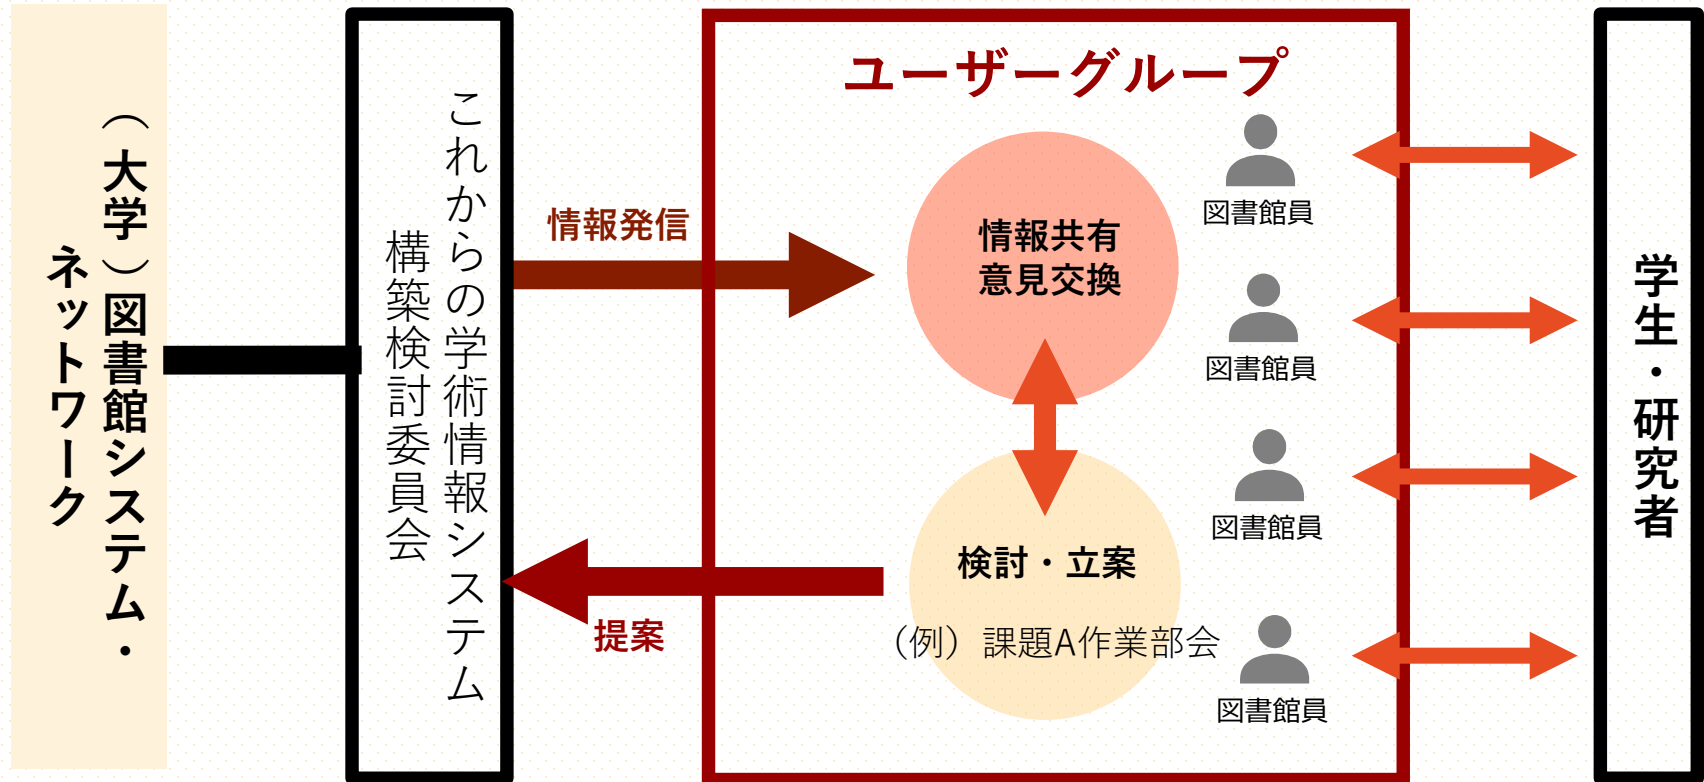 （大学）図書館システム・
ネットワーク
これからの学術情報システム
構築検討委員会
情報発信
提案
ユーザーグループ
情報共有
意見交換
検討・立案
（例）課題A作業部会
図書館員
図書館員
図書館員
図書館員
学生・研究者